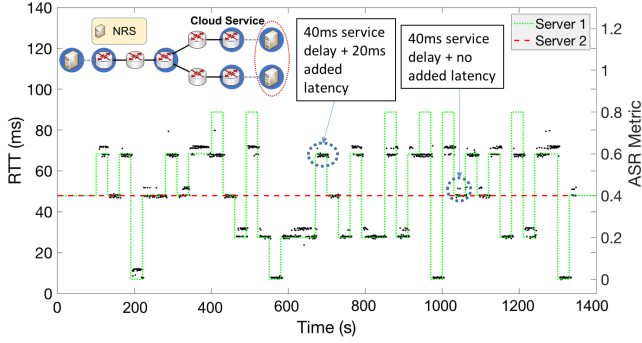 Cloud Service
NRS
40ms service
delay + 20ms
added
latency
40ms service
delay + no
added latency
Server 1
Server 2
140
120
100
80
60
40
20
0
RTT (ms)
1.2
1
0.8
0.6
0.4
0.2
0
ASR Metric
0 200 400 600 800 1000 1200 1400
Time (s)